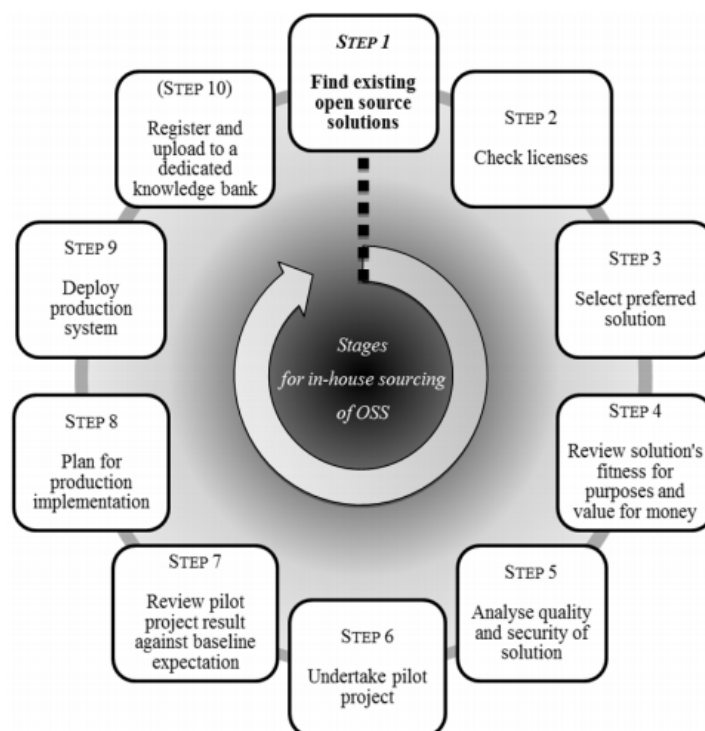 STEP 1
Find existing
open source
solutions
STEP 2
Check licenses
STEP 3
Select preferred
solution
STEP 4
Review solution's
fitness for
purposes and
value for money
STEP 5
Analyse quality
and security of
solution
STEP 6
Undertake pilot
project
STEP 7
Review pilot
project result
against baseline
expectation
STEP 8
Plan for
production
implementation
STEP 9
Deploy
production
system
(STEP 10)
Register and
upload to a
dedicated
knowledge bank
Stages
for in-house sourcing
of OSS